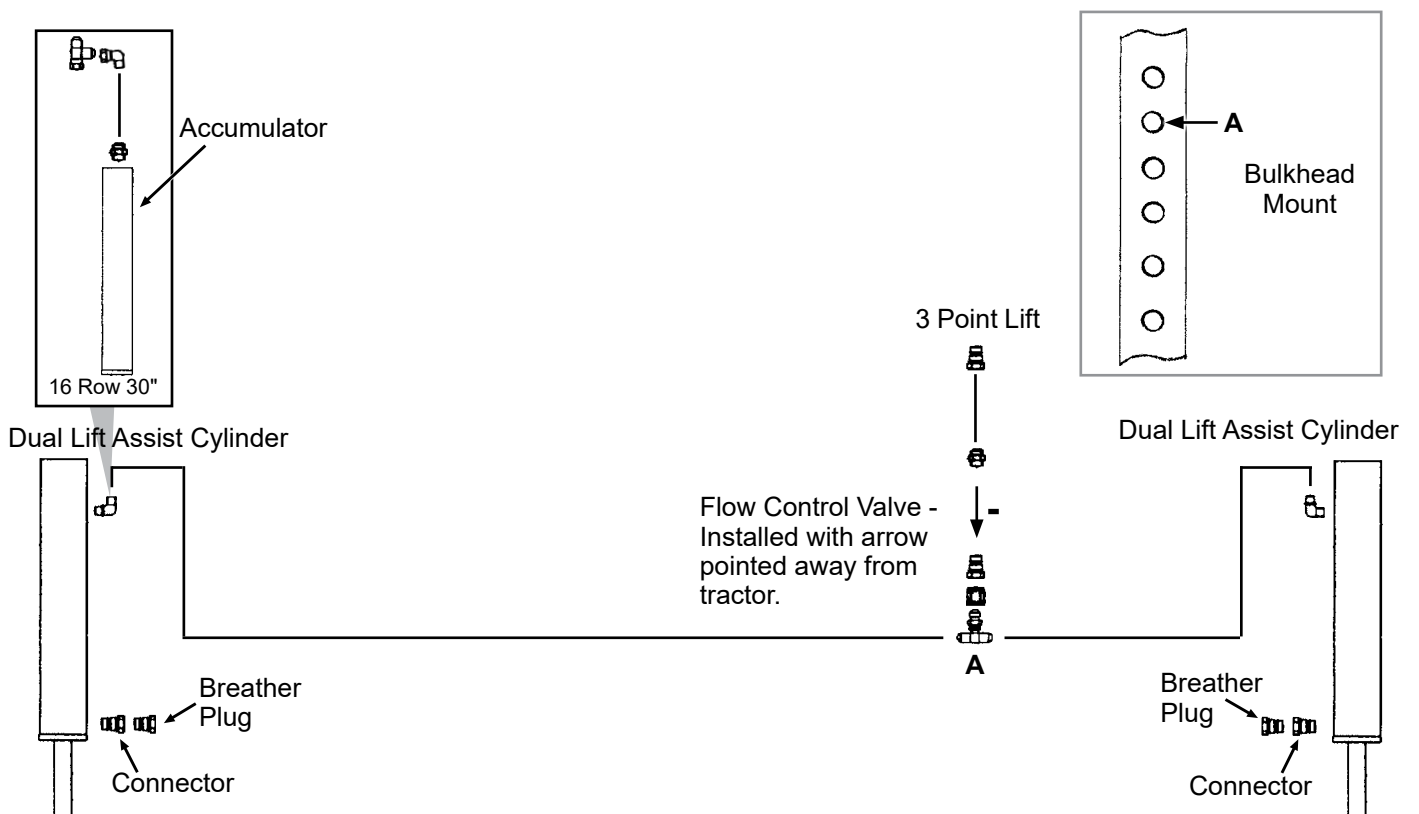 Accumulator
16 Row 30"
A
Bulkhead
Mount
3 Point Lift
Dual Lift Assist Cylinder
Dual Lift Assist Cylinder
Flow Control Valve -
Installed with arrow
pointed away from
tractor.
-
A
Breather
Plug
Connector
Breather
Plug
Connector